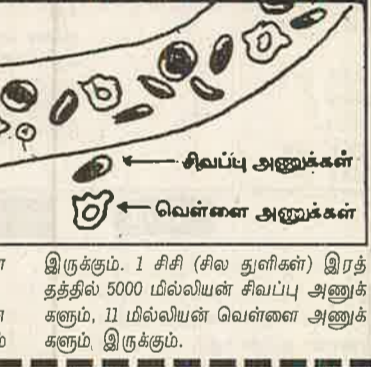 சிவப்பு அணுக்கள்
வெள்ளை அணுக்கள்
இருக்கும். 1 சிசி (சில துளிகள்) இரத்
தத்தில் 5000 மில்லியன் சிவப்பு அணுக்
களும், 11 மில்லியன் வெள்ளை அணுக்
களும் இருக்கும்.